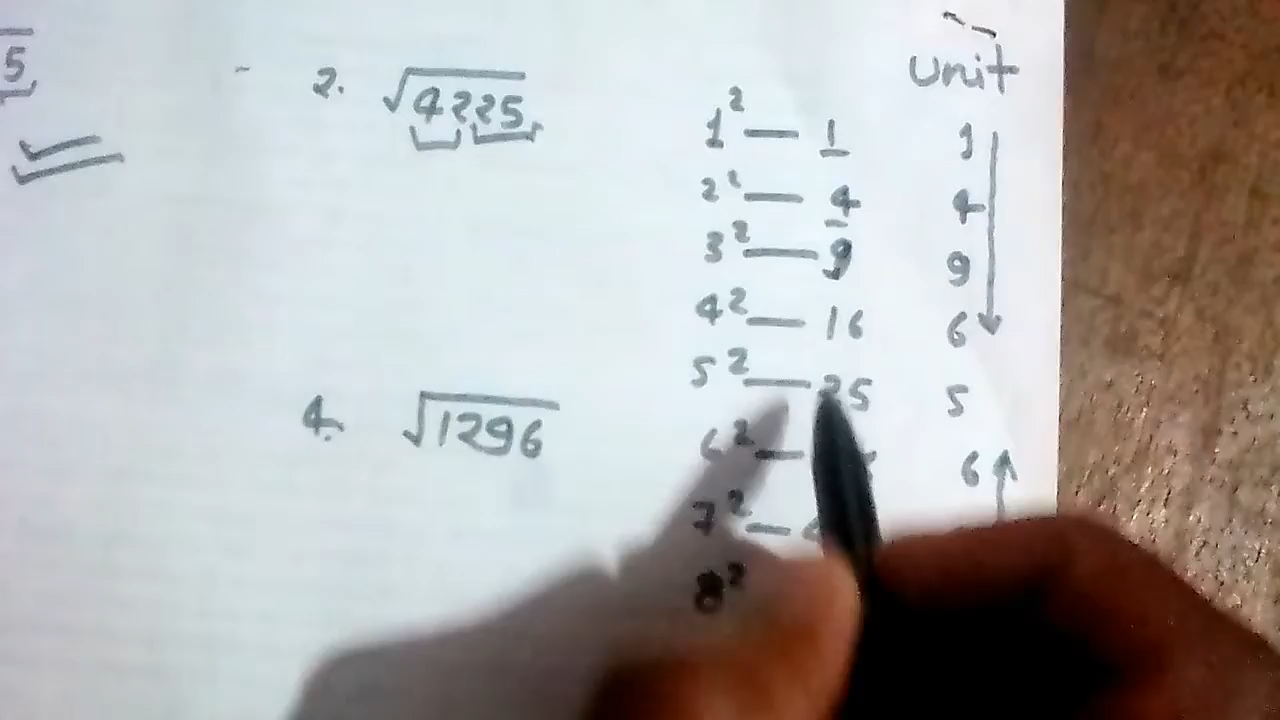 5
2. √4225
Unit
1² — 1 1
2² — 4 4
3² — 9 9
4² — 16 6
5² — 25 5
4. √1296
6² — 6
7² —
8²